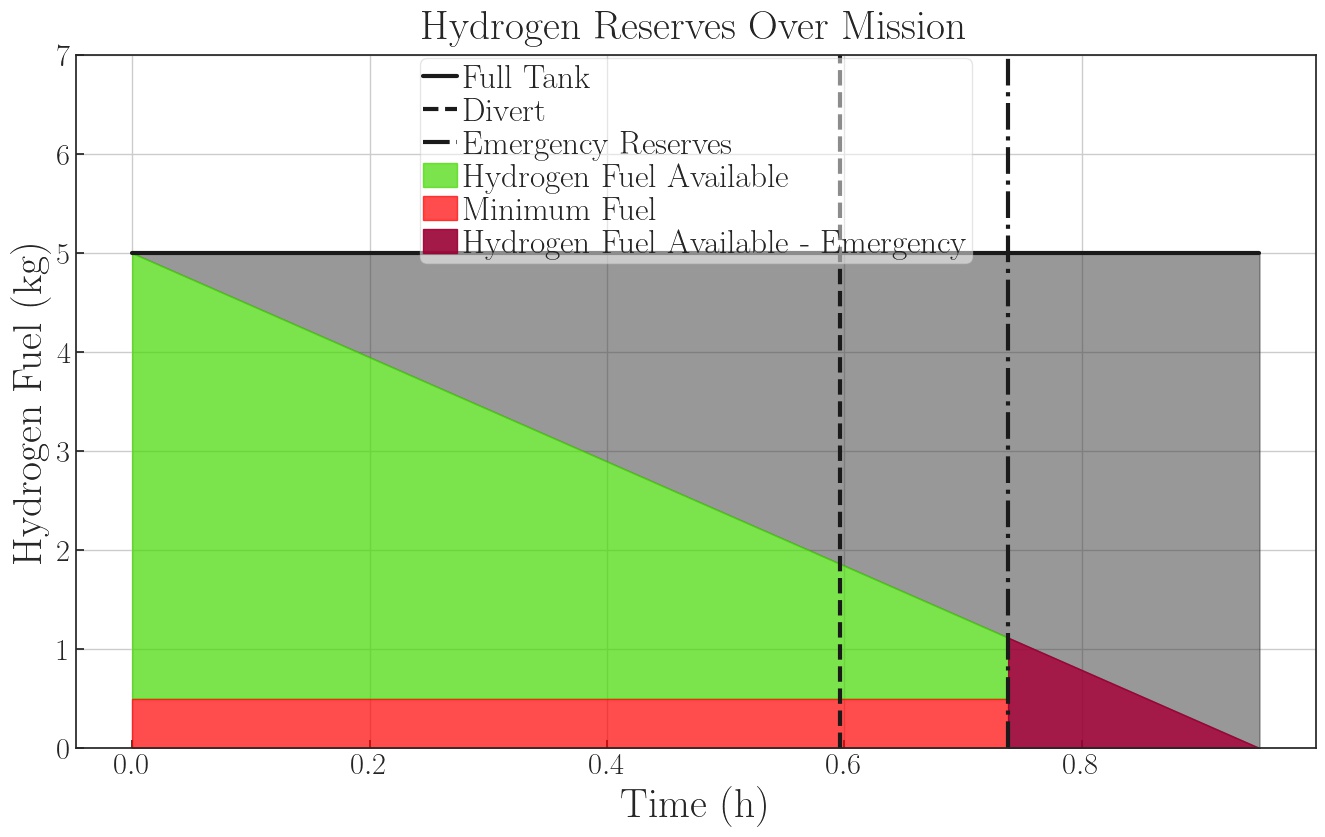 Hydrogen Reserves Over Mission
Hydrogen Fuel (kg)
7
6
5
4
3
2
1
0
Full Tank
Divert
Emergency Reserves
Hydrogen Fuel Available
Minimum Fuel
Hydrogen Fuel Available - Emergency
0.0 0.2 0.4 0.6 0.8
Time (h)